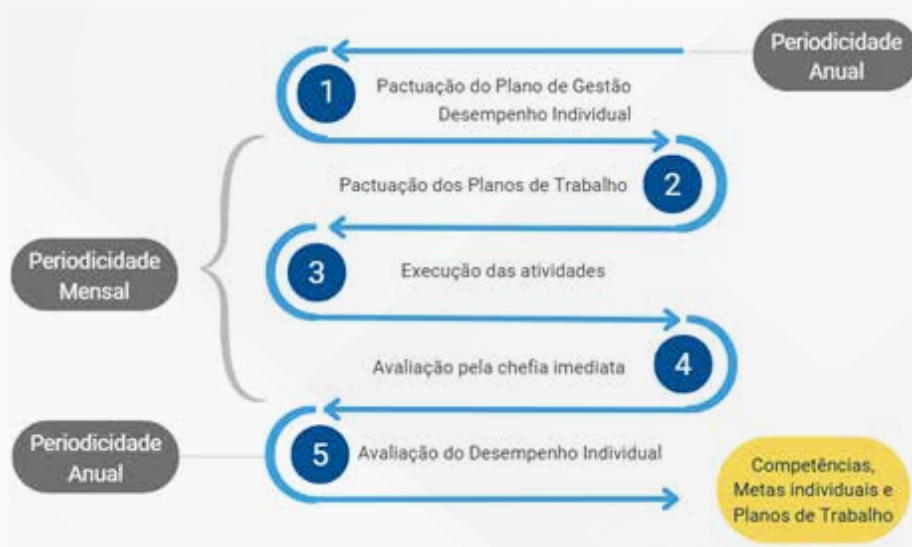 Periodicidade
Anual
1
Pactuação do Plano de Gestão
Desempenho Individual
Pactuação dos Planos de Trabalho
2
Periodicidade
Mensal
3
Execução das atividades
Avaliação pela chefia imediata
4
Periodicidade
Anual
5
Avaliação do Desempenho Individual
Competências,
Metas individuais e
Planos de Trabalho